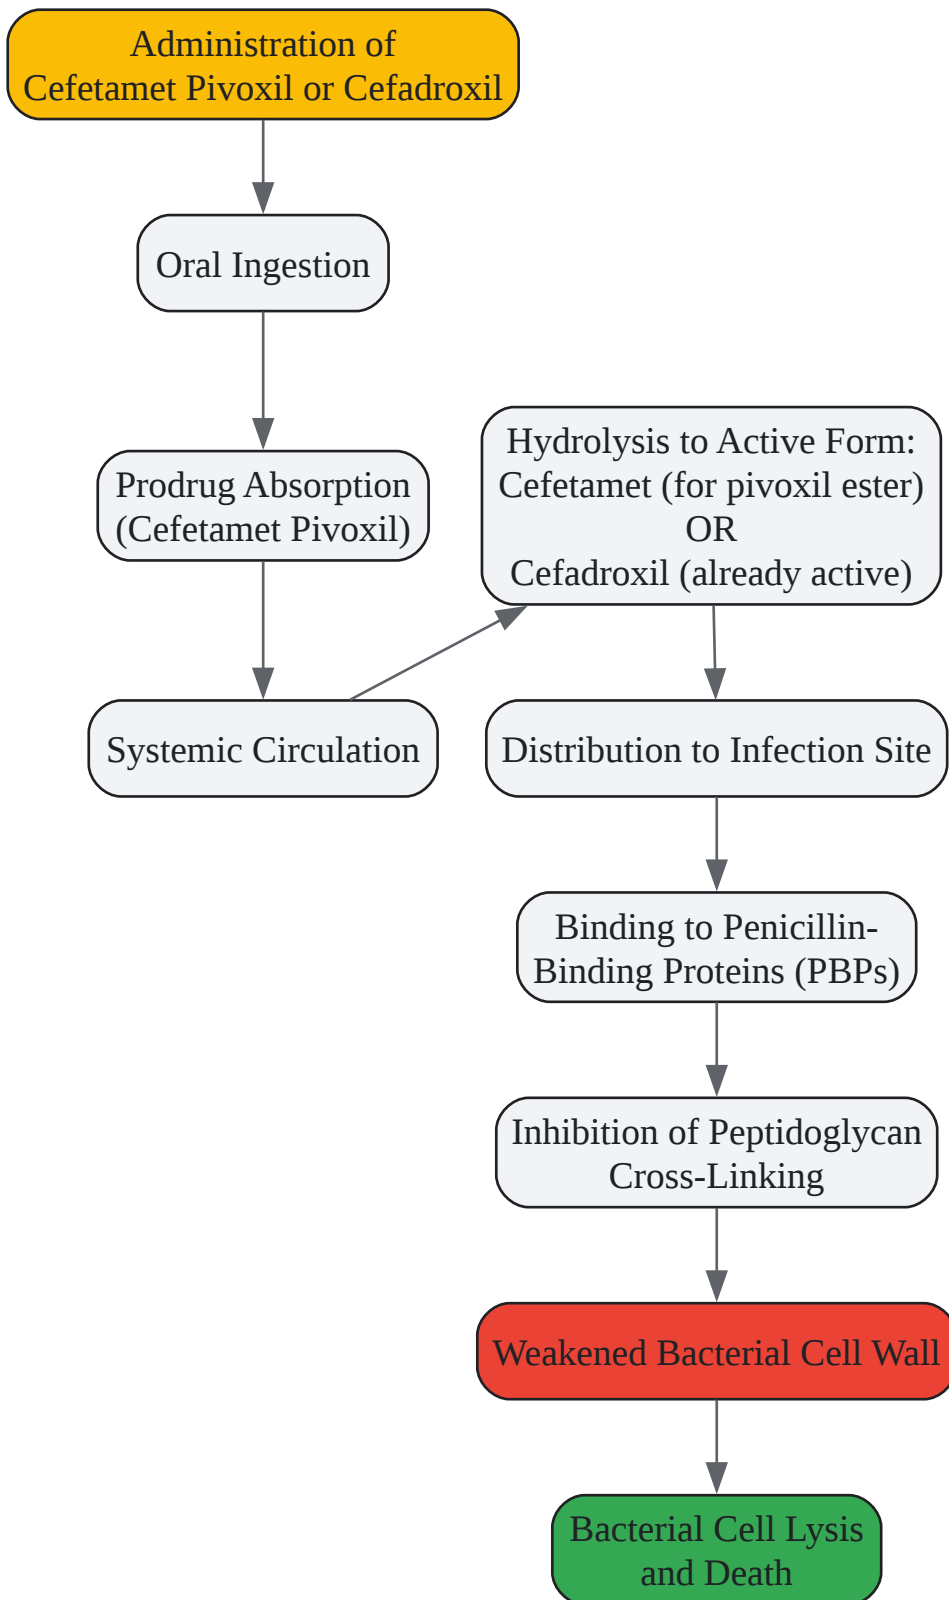 Administration of
Cefetamet Pivoxil or Cefadroxil
Oral Ingestion
Prodrug Absorption
(Cefetamet Pivoxil)
Systemic Circulation
Hydrolysis to Active Form:
Cefetamet (for pivoxil ester)
OR
Cefadroxil (already active)
Distribution to Infection Site
Binding to Penicillin-
Binding Proteins (PBPs)
Inhibition of Peptidoglycan
Cross-Linking
Weakened Bacterial Cell Wall
Bacterial Cell Lysis
and Death